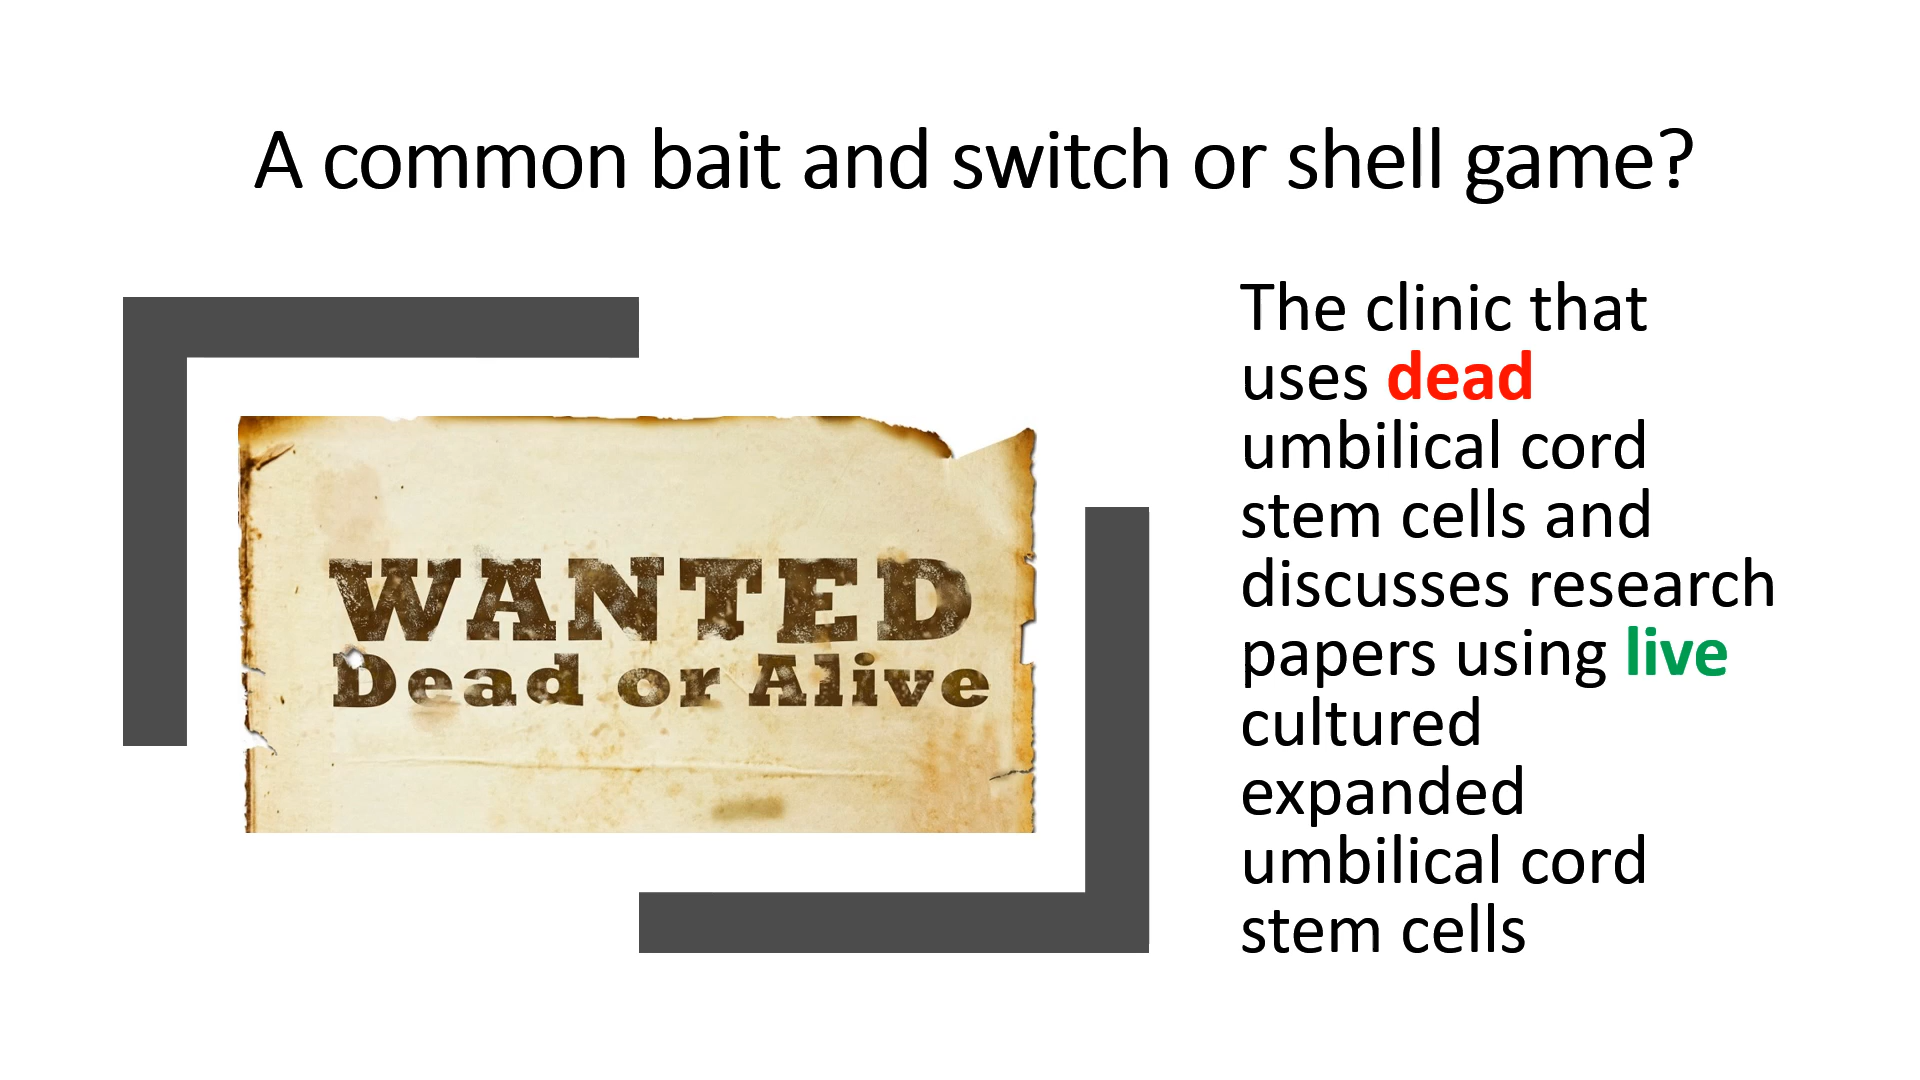 A common bait and switch or shell game?
WANTED
Dead or Alive
The clinic that
uses dead
umbilical cord
stem cells and
discusses research
papers using live
cultured
expanded
umbilical cord
stem cells